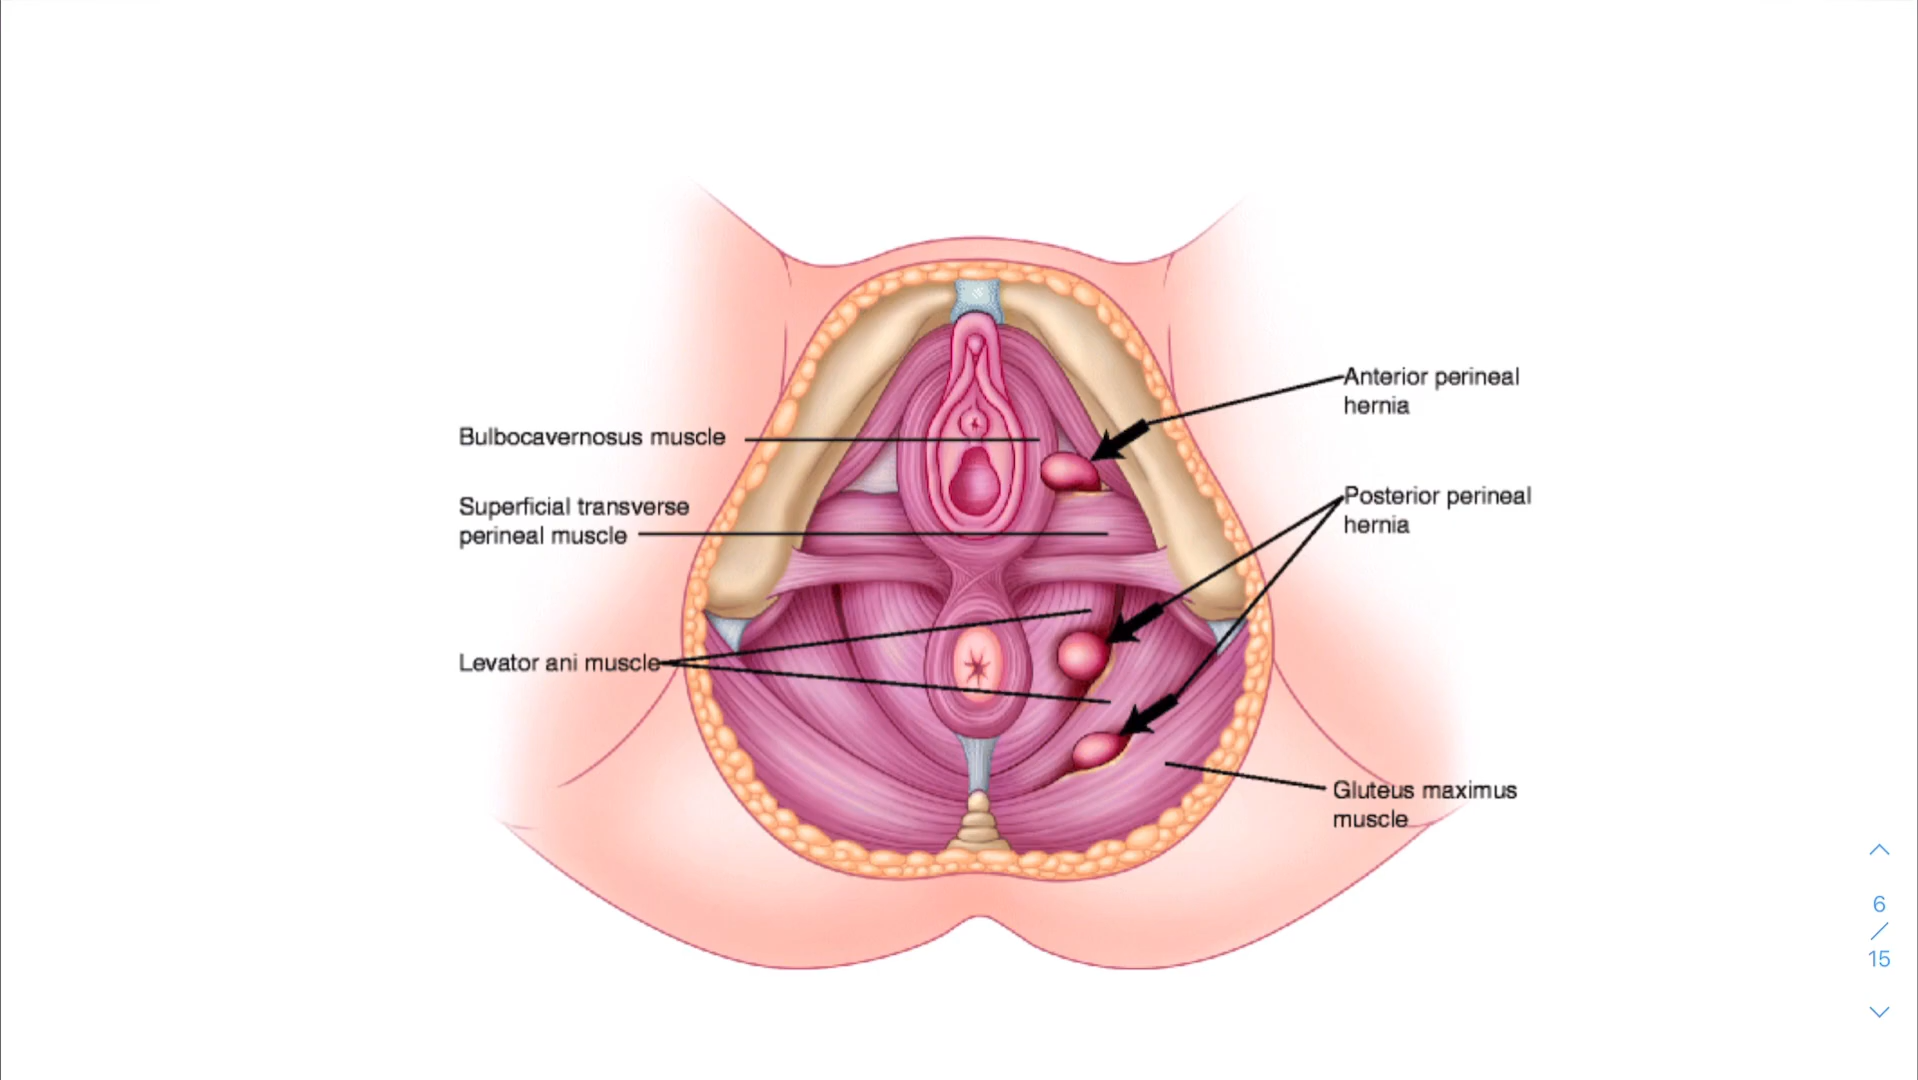 Anterior perineal
hernia
Bulbocavernosus muscle
Posterior perineal
hernia
Superficial transverse
perineal muscle
Levator ani muscle
Gluteus maximus
muscle
6
/
15